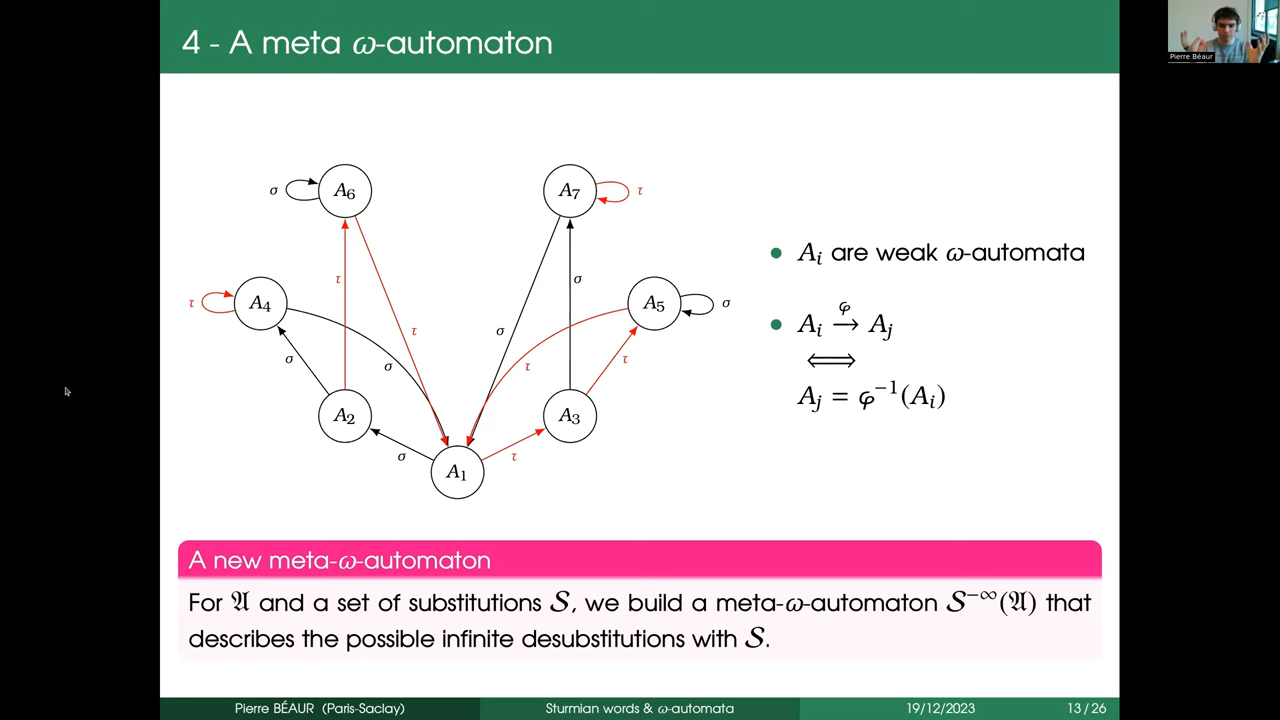 4 - A meta ω-automaton
Pierre Béaur
σ
A₆
A₇
τ
τ
σ
τ
A₄
A₅
σ
τ
σ
σ
σ
τ
τ
A₂
A₃
σ
A₁
τ
• Aᵢ are weak ω-automata
• Aᵢ →^φ Aⱼ
⟺
Aⱼ = φ⁻¹(Aᵢ)
A new meta-ω-automaton
For 𝔄 and a set of substitutions 𝒮, we build a meta-ω-automaton 𝒮^−∞(𝔄) that
describes the possible infinite desubstitutions with 𝒮.
Pierre BÉAUR (Paris-Saclay)
Sturmian words & ω-automata
19/12/2023
13 / 26